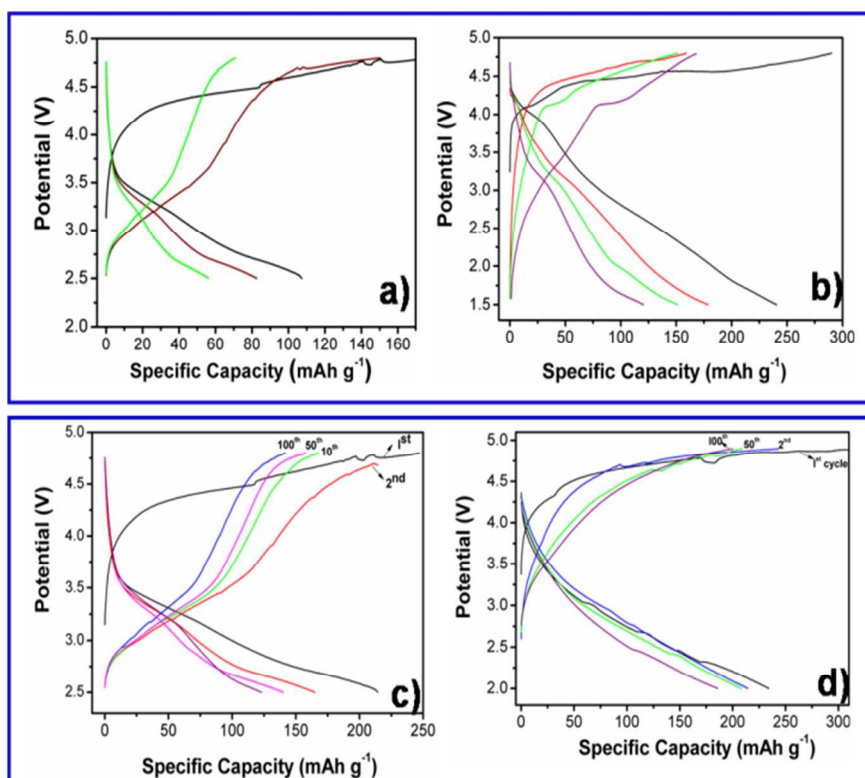 5.0
4.5
4.0
3.5
3.0
2.5
2.0
Potential (V)
0 20 40 60 80 100 120 140 160
Specific Capacity (mAh g⁻¹)
a)
5.0
4.5
4.0
3.5
3.0
2.5
2.0
1.5
Potential (V)
0 50 100 150 200 250 300
Specific Capacity (mAh g⁻¹)
b)
5.0
4.5
4.0
3.5
3.0
2.5
Potential (V)
100th 50th 10th
Ist
2nd
0 50 100 150 200 250
Specific Capacity (mAh g⁻¹)
c)
5.0
4.5
4.0
3.5
3.0
2.5
2.0
Potential (V)
I00th 50th 2nd
Ist cycle
0 50 100 150 200 250 300
Specific Capacity (mAh g⁻¹)
d)